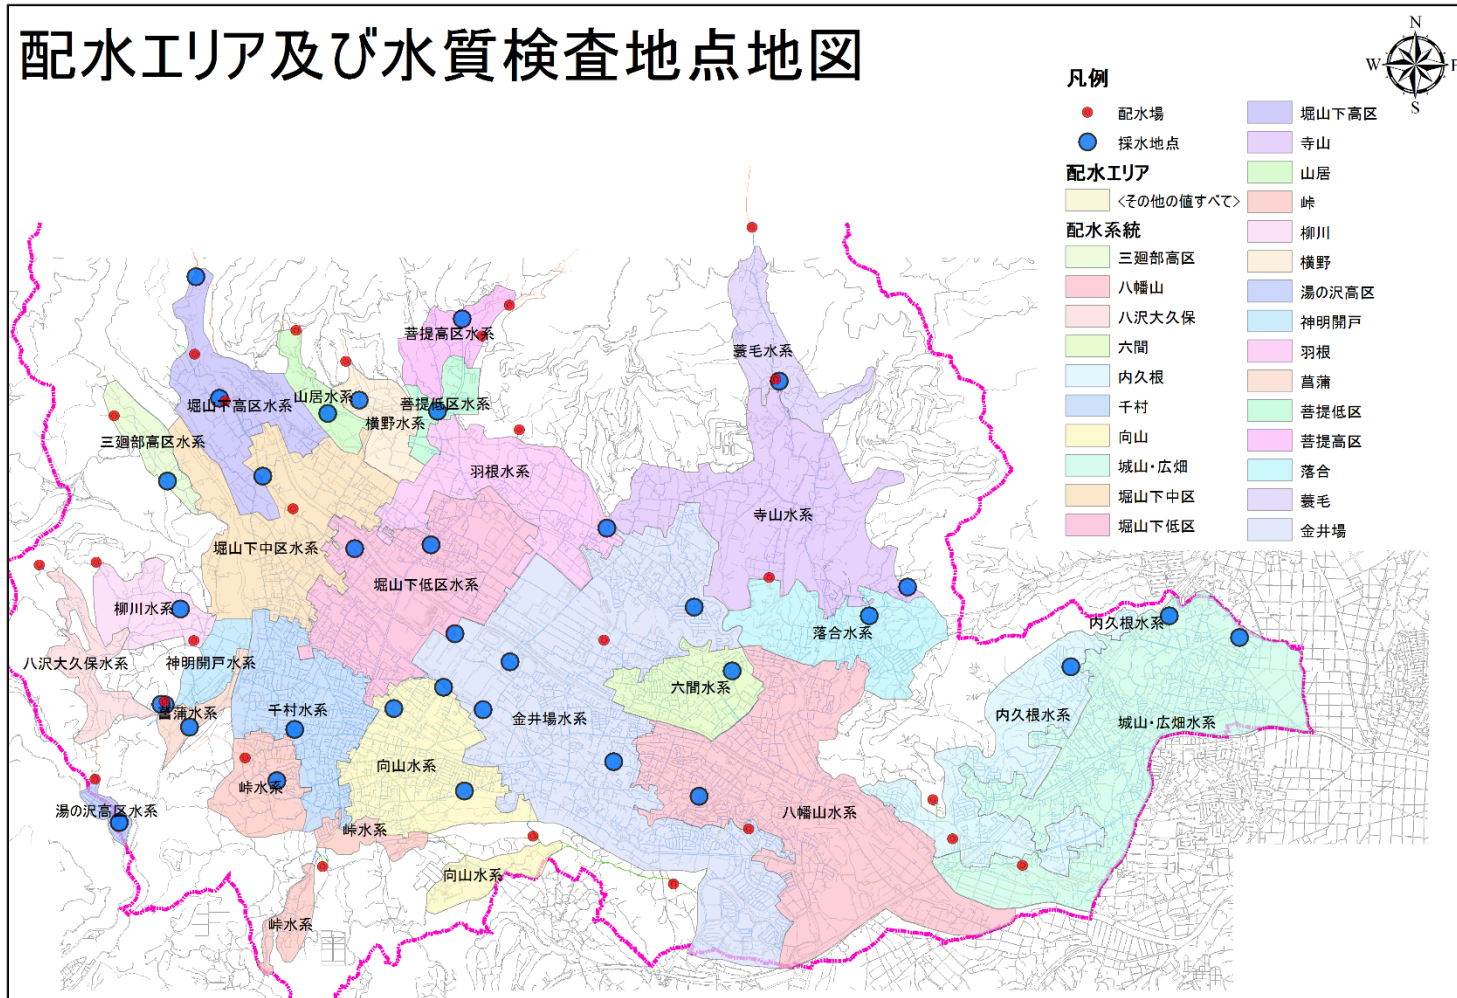 配水エリア及び水質検査地点地図
N
W
E
S
凡例
配水場
採水地点
配水エリア
<その他の値すべて>
配水系統
三廻部高区
八幡山
八沢大久保
六間
内久根
千村
向山
城山・広畑
堀山下中区
堀山下低区
堀山下高区
寺山
山居
峠
柳川
横野
湯の沢高区
神明開戸
羽根
菖蒲
菩提低区
菩提高区
落合
蓑毛
金井場
菩提高区水系
蓑毛水系
山居水系
堀山下高区水系
菩提低区水系
横野水系
三廻部高区水系
羽根水系
寺山水系
堀山下中区水系
堀山下低区水系
柳川水系
落合水系
内久根水系
八沢大久保水系
神明開戸水系
六間水系
菖蒲水系
千村水系
金井場水系
内久根水系
城山・広畑水系
向山水系
峠水系
湯の沢高区水系
八幡山水系
峠水系
向山水系
峠水系